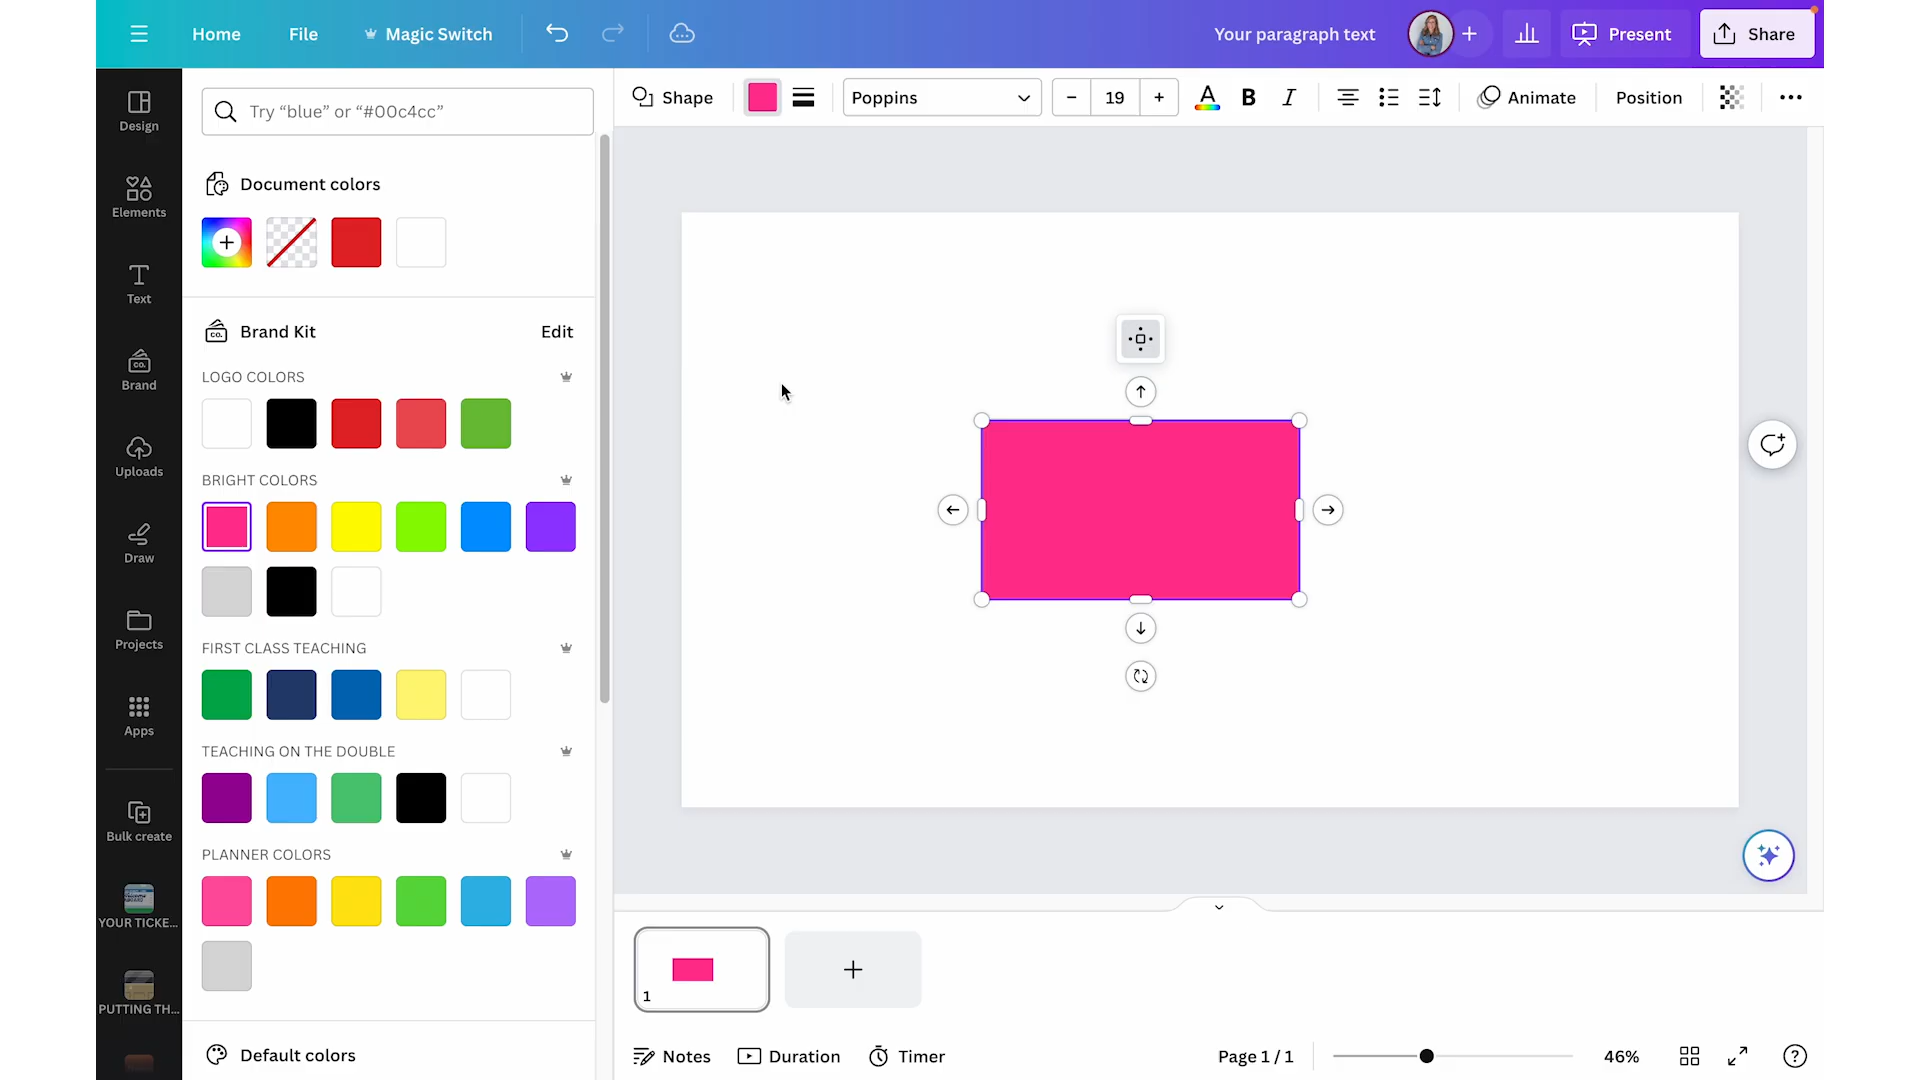 Home File Magic Switch Your paragraph text Present Share
Design
Elements
Text
Brand
Uploads
Draw
Projects
Apps
Bulk create
YOUR TICKE...
PUTTING TH...
Try “blue” or “#00c4cc”
Document colors
Brand Kit Edit
LOGO COLORS
BRIGHT COLORS
FIRST CLASS TEACHING
TEACHING ON THE DOUBLE
PLANNER COLORS
Default colors
Shape Poppins 19 A B I Animate Position
1
Notes Duration Timer Page 1 / 1 46%